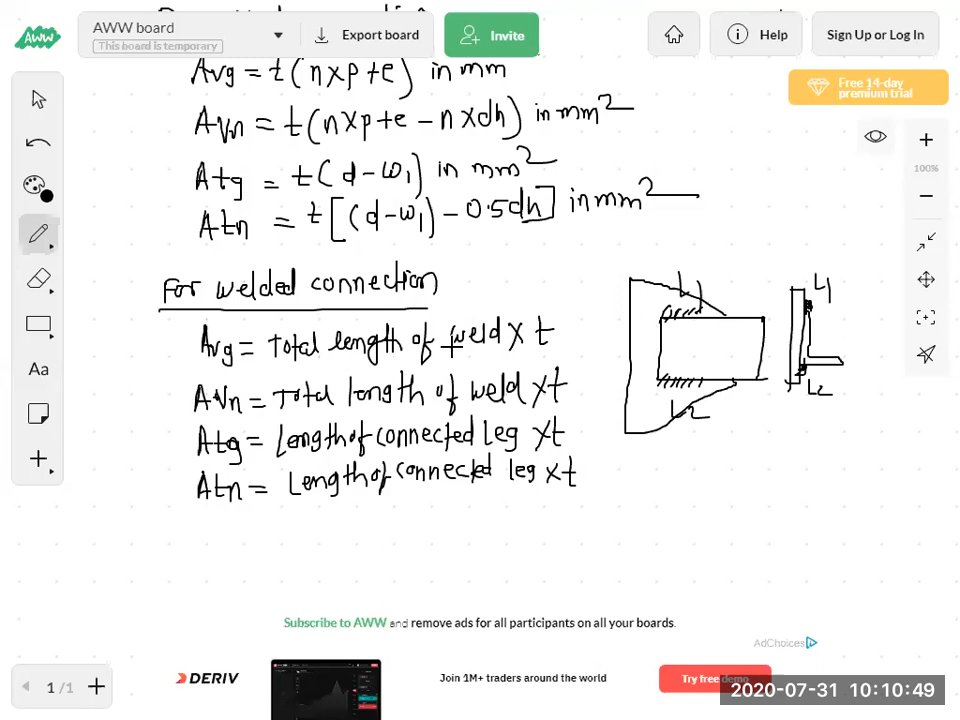 AWW board
This board is temporary
Export board
Invite
Help
Sign Up or Log In
Free 14-day
premium trial
Avg = t(nxp+e) in mm
Avn = t(nxp+e - nxdh) in mm²
Atg = t(d-w₁) in mm²
Atn = t[(d-w₁) - 0.5dh] in mm²
100%
For welded connection
Avg = Total length of weld x t
Avn = Total length of weld xt
Atg = Length of connected leg xt
Atn = Length of connected leg xt
L1
L2
L1
L2
Aa
Subscribe to AWW and remove ads for all participants on all your boards.
AdChoices
1 /1
DERIV
Join 1M+ traders around the world
Try free demo
2020-07-31 10:10:49